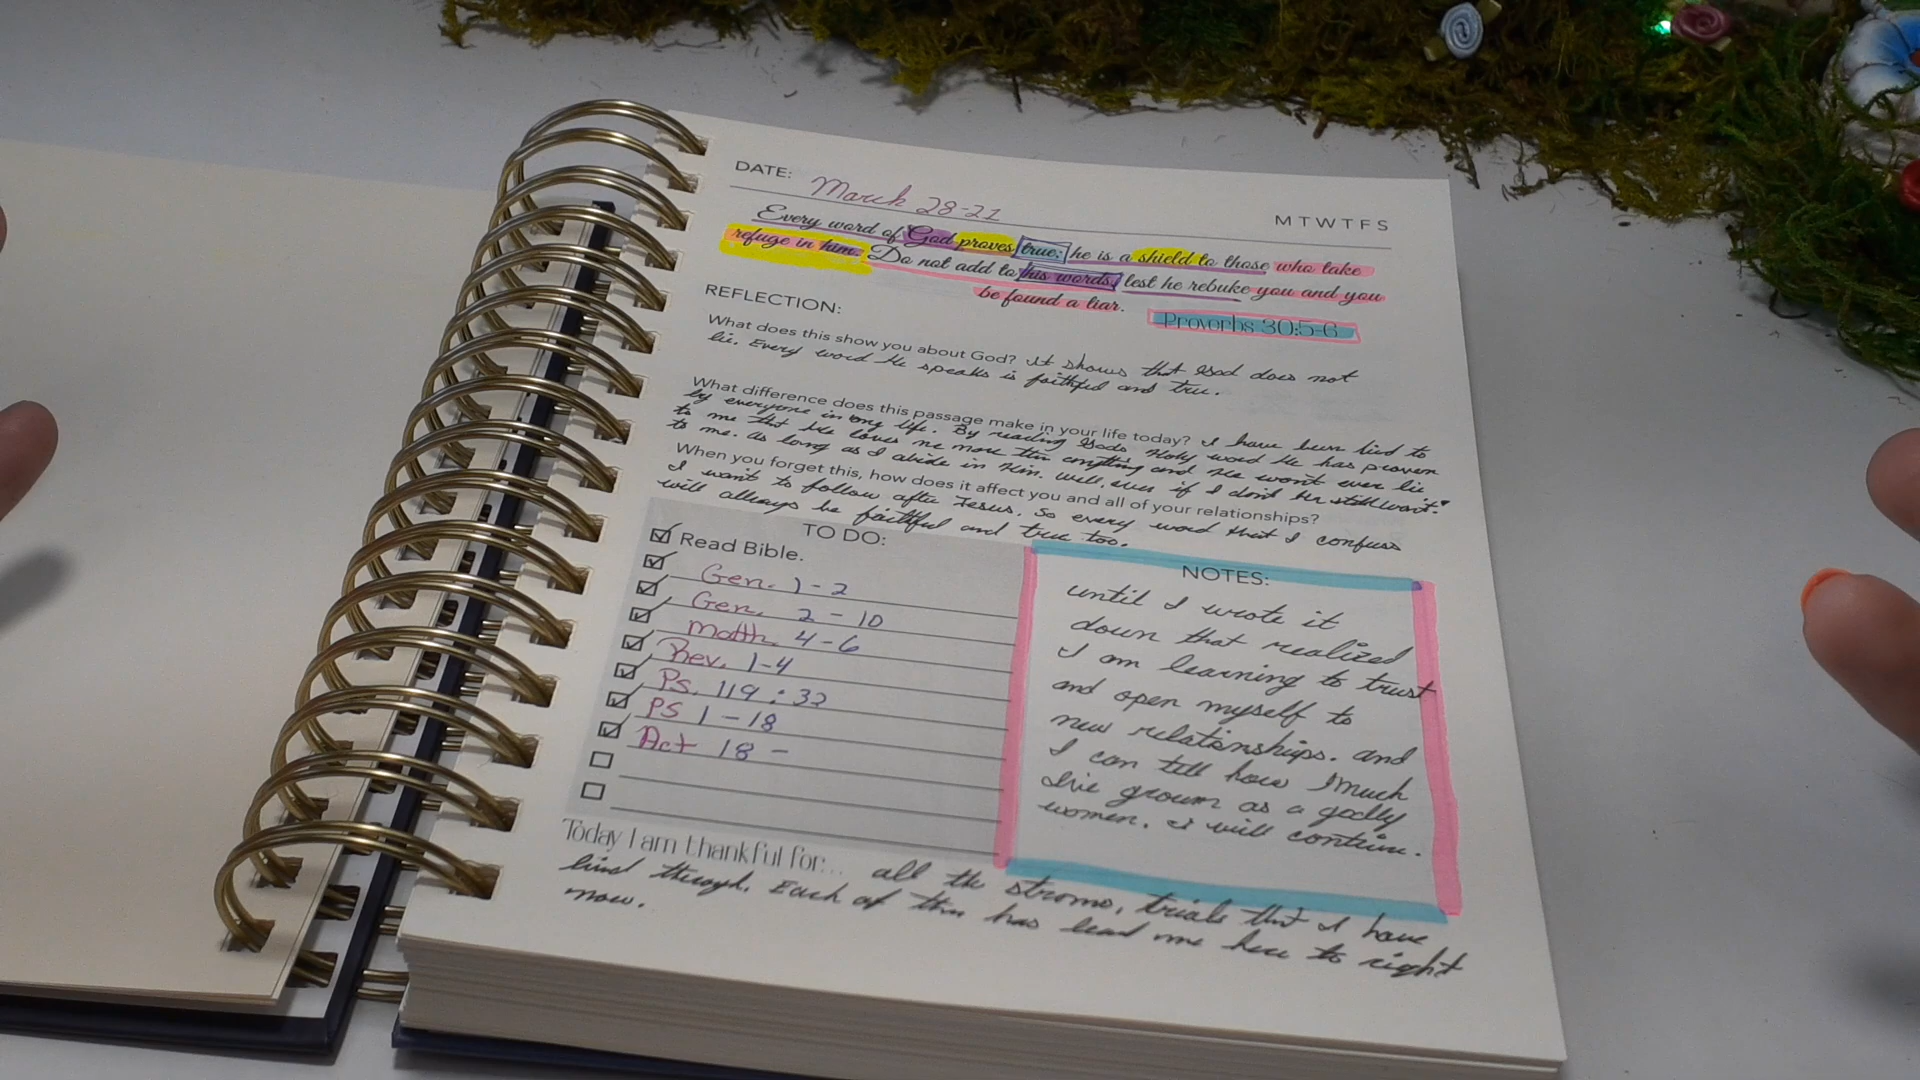 DATE: March 28-21
M T W T F S
Every word of God proves true; he is a shield to those who take
refuge in him. Do not add to his words, lest he rebuke you and you
be found a liar.
Proverbs 30:5-6
REFLECTION:
What does this show you about God? It shows that God does not
lie. Every word He speaks is faithful and true.
What difference does this passage make in your life today? I have been lied to
by everyone in my life. By reading Gods Holy word He has proven
to me that He loves me more then anything and He won't ever lie
to me. as long as I abide in Him. Well, even if I don't He still won't.
When you forget this, how does it affect you and all of your relationships?
I want to follow after Jesus. So every word that I confess
will always be faithful and true too.
TO DO:
Read Bible.
Gen. 1-2
Gen. 2-10
Matth. 4-6
Rev. 1-4
Ps. 119:32
PS 1-18
Act 18-
NOTES:
until I wrote it
down that realized
I am learning to trust
and open myself to
new relationships. and
I can tell how much
I've grown as a godly
women. I will continue.
Today I am thankful for... all the stroms, trials that I have
lived through. Each of them has lead me here to right
now.